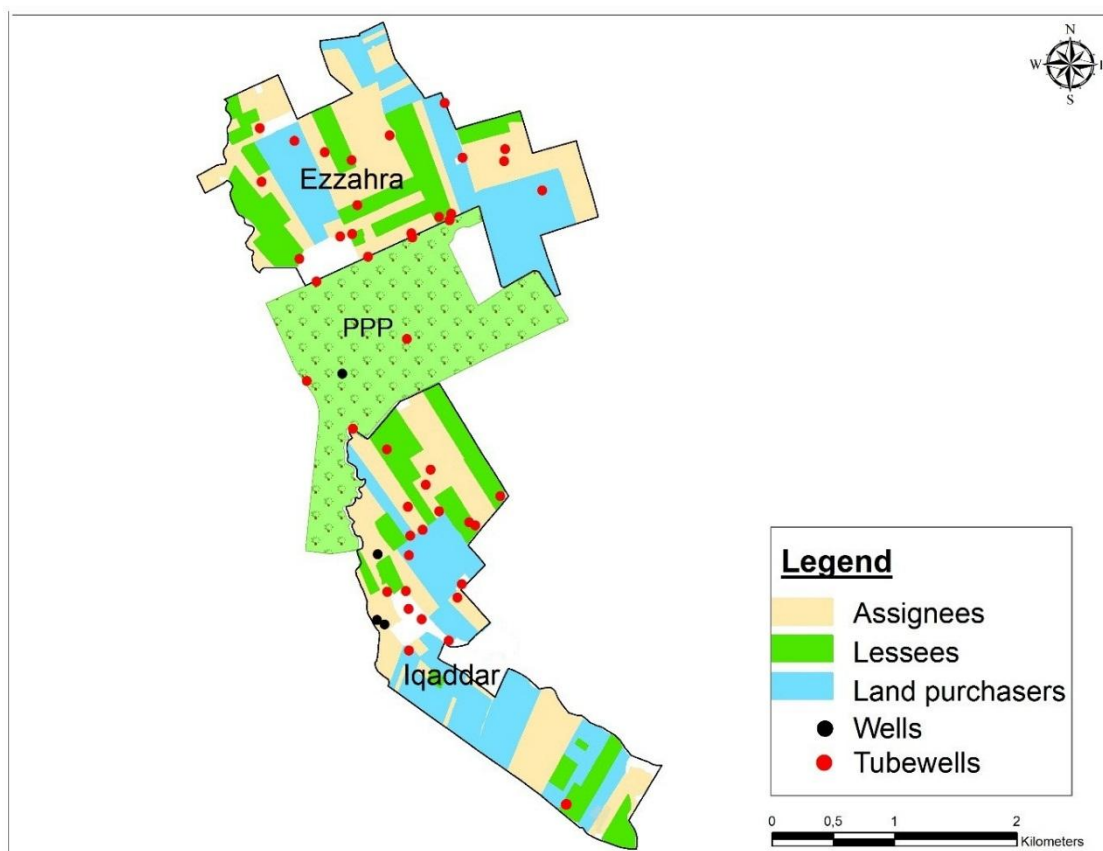 N
W E
S
Ezzahra
PPP
Iqaddar
Legend
Assignees
Lessees
Land purchasers
Wells
Tubewells
0 0,5 1 2
Kilometers